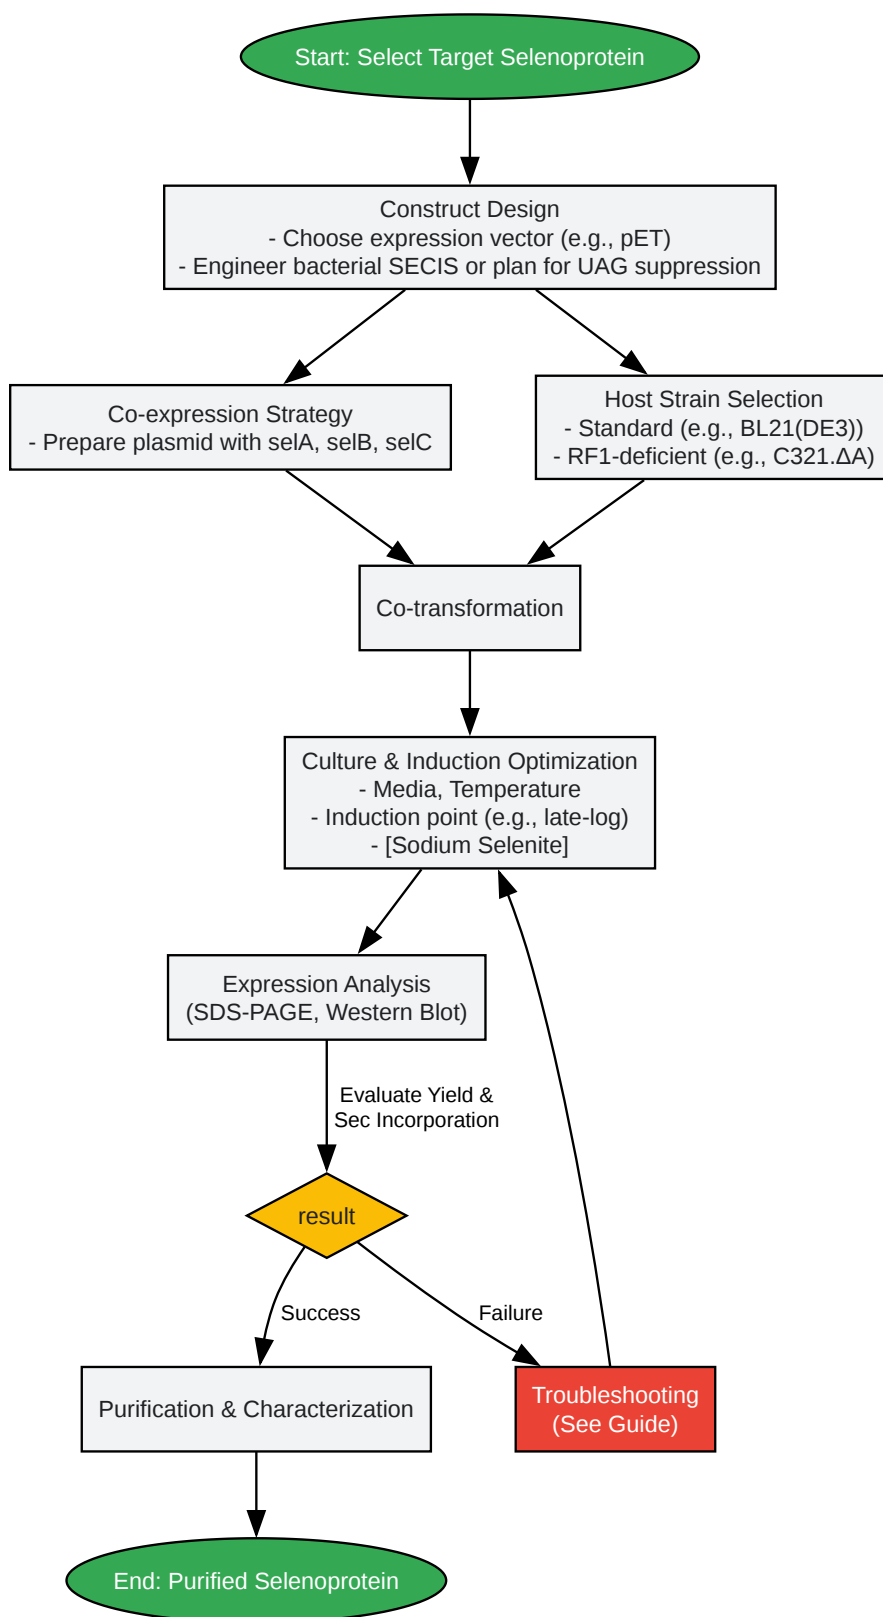 Start: Select Target Selenoprotein
Construct Design
- Choose expression vector (e.g., pET)
- Engineer bacterial SECIS or plan for UAG suppression
Co-expression Strategy
- Prepare plasmid with selA, selB, selC
Host Strain Selection
- Standard (e.g., BL21(DE3))
- RF1-deficient (e.g., C321.ΔA)
Co-transformation
Culture & Induction Optimization
- Media, Temperature
- Induction point (e.g., late-log)
- [Sodium Selenite]
Expression Analysis
(SDS-PAGE, Western Blot)
Evaluate Yield &
Sec Incorporation
result
Success
Failure
Purification & Characterization
Troubleshooting
(See Guide)
End: Purified Selenoprotein